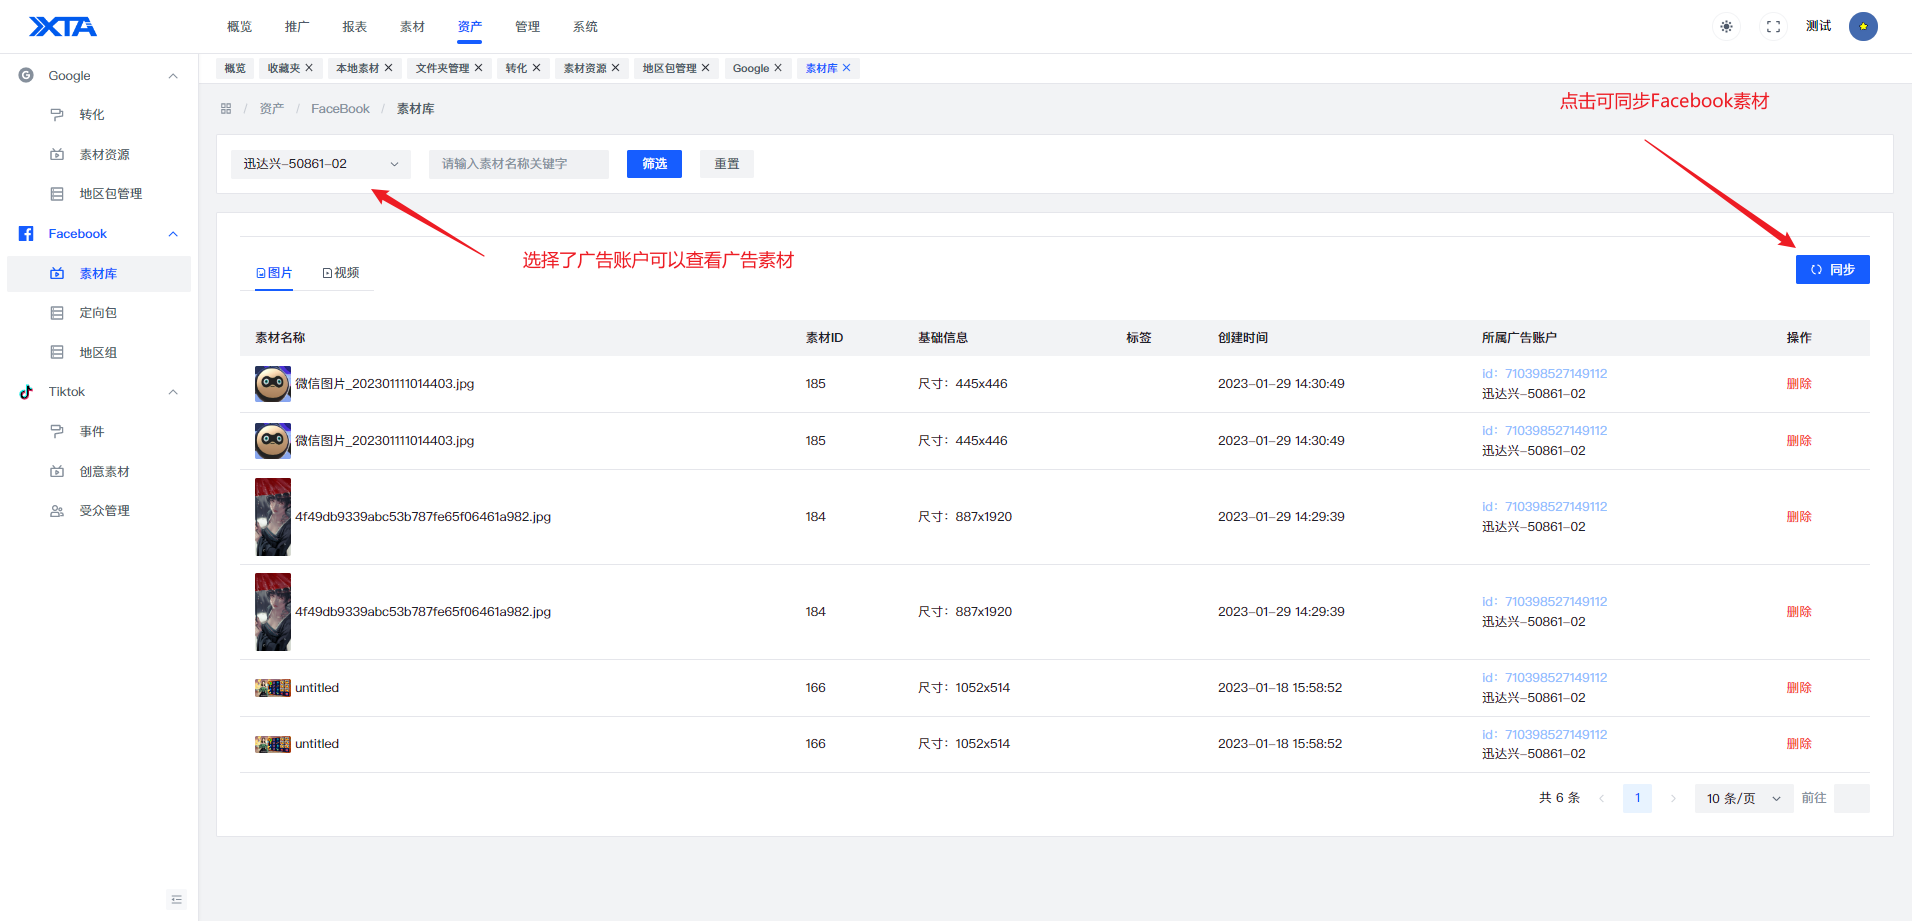 XTA
概览 推广 报表 素材 资产 管理 系统
测试
概览 收藏夹 本地素材 文件夹管理 转化 素材资源 地区包管理 Google 素材库
资产 / FaceBook / 素材库
点击可同步Facebook素材
Google
转化
素材资源
地区包管理
Facebook
素材库
定向包
地区组
Tiktok
事件
创意素材
受众管理
迅达兴-50861-02 请输入素材名称关键字 筛选 重置
选择了广告账户可以查看广告素材
图片 视频
同步
素材名称 素材ID 基础信息 标签 创建时间 所属广告账户 操作
微信图片_202301111014403.jpg 185 尺寸：445x446 2023-01-29 14:30:49 id：710398527149112 删除
迅达兴-50861-02
微信图片_202301111014403.jpg 185 尺寸：445x446 2023-01-29 14:30:49 id：710398527149112 删除
迅达兴-50861-02
4f49db9339abc53b787fe65f06461a982.jpg 184 尺寸：887x1920 2023-01-29 14:29:39 id：710398527149112 删除
迅达兴-50861-02
4f49db9339abc53b787fe65f06461a982.jpg 184 尺寸：887x1920 2023-01-29 14:29:39 id：710398527149112 删除
迅达兴-50861-02
untitled 166 尺寸：1052x514 2023-01-18 15:58:52 id：710398527149112 删除
迅达兴-50861-02
untitled 166 尺寸：1052x514 2023-01-18 15:58:52 id：710398527149112 删除
迅达兴-50861-02
共 6 条 1 10 条/页 前往